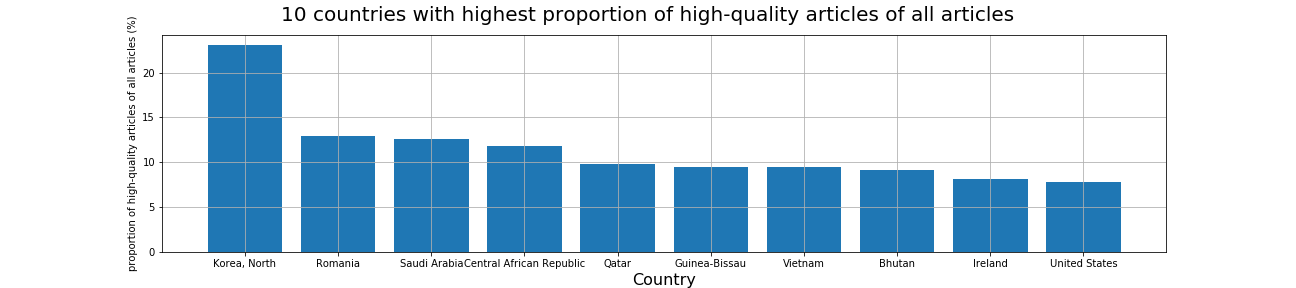 10 countries with highest proportion of high-quality articles of all articles
proportion of high-quality articles of all articles (%)
20
15
10
5
0
Korea, North Romania Saudi Arabia Central African Republic Qatar Guinea-Bissau Vietnam Bhutan Ireland United States
Country